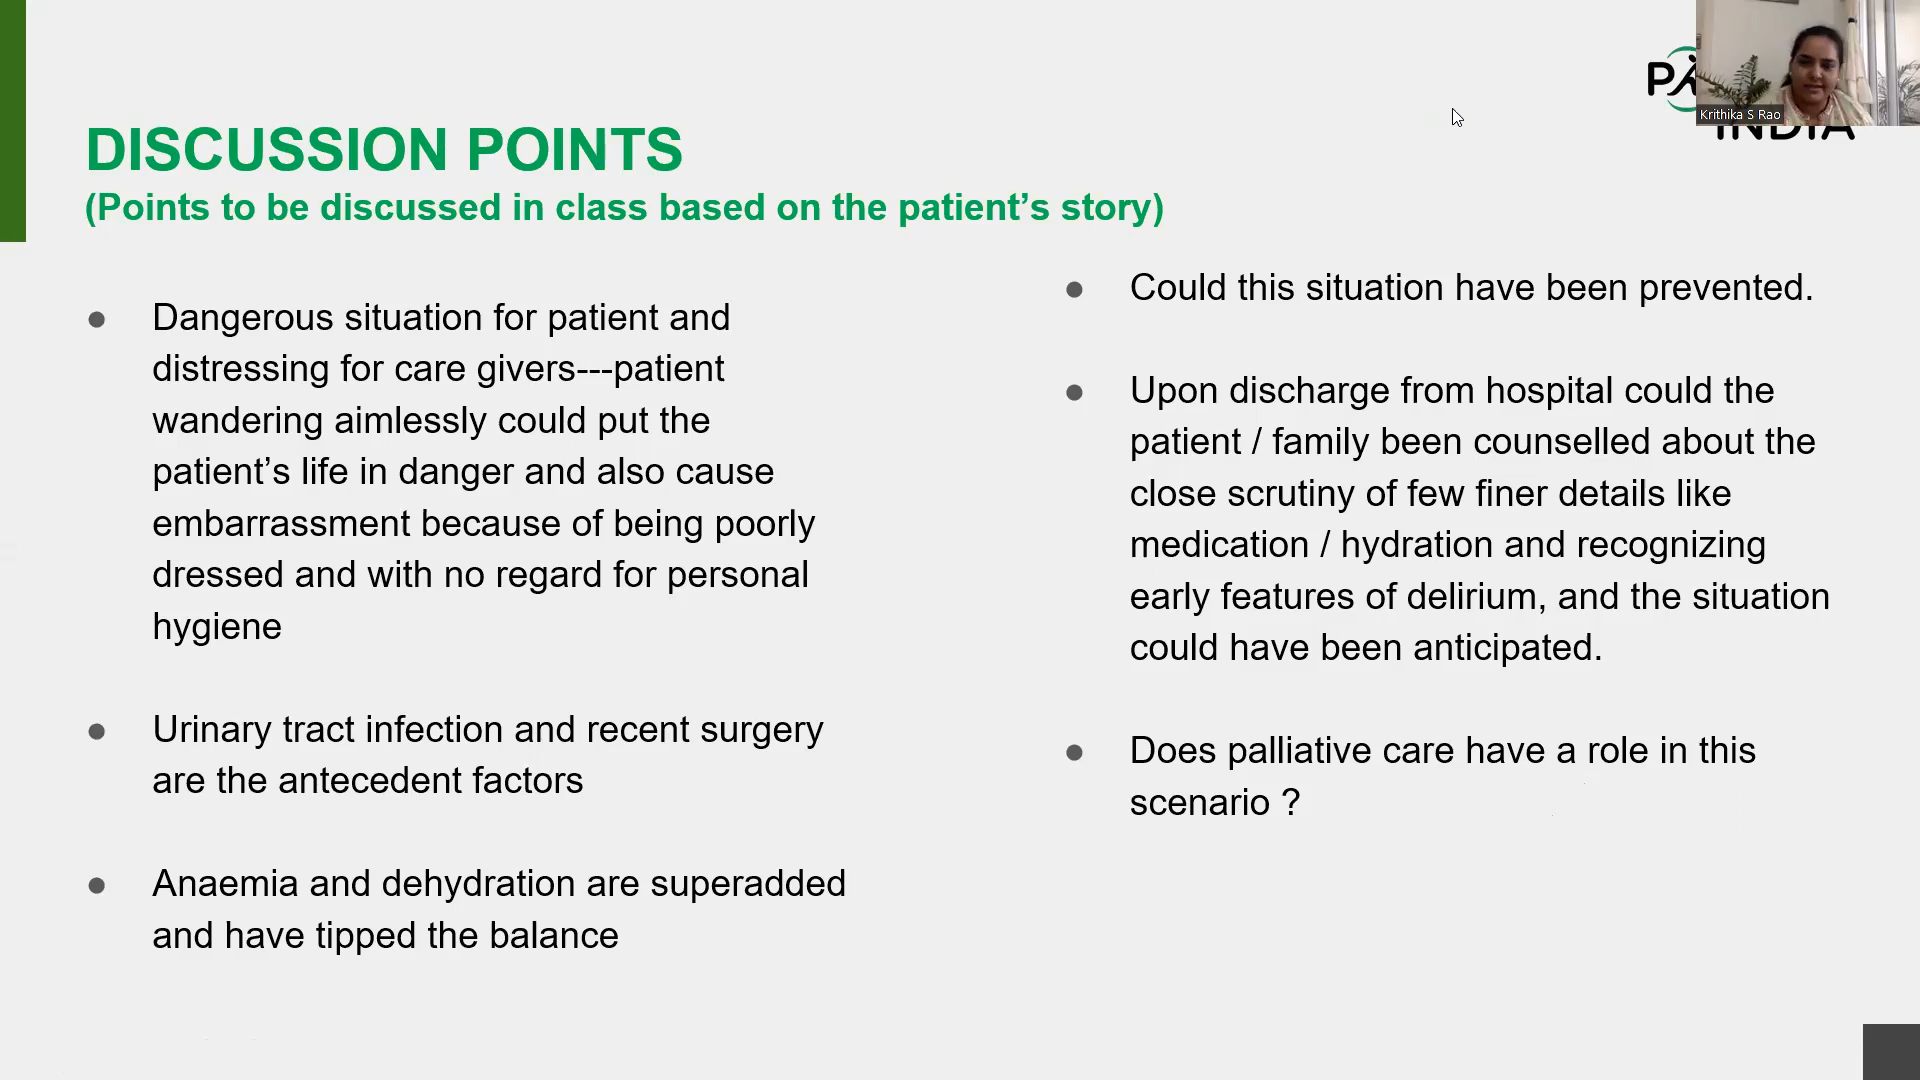 DISCUSSION POINTS
(Points to be discussed in class based on the patient’s story)
● Dangerous situation for patient and
distressing for care givers---patient
wandering aimlessly could put the
patient’s life in danger and also cause
embarrassment because of being poorly
dressed and with no regard for personal
hygiene
● Urinary tract infection and recent surgery
are the antecedent factors
● Anaemia and dehydration are superadded
and have tipped the balance
● Could this situation have been prevented.
● Upon discharge from hospital could the
patient / family been counselled about the
close scrutiny of few finer details like
medication / hydration and recognizing
early features of delirium, and the situation
could have been anticipated.
● Does palliative care have a role in this
scenario ?
Krithika S Rao
INDIA